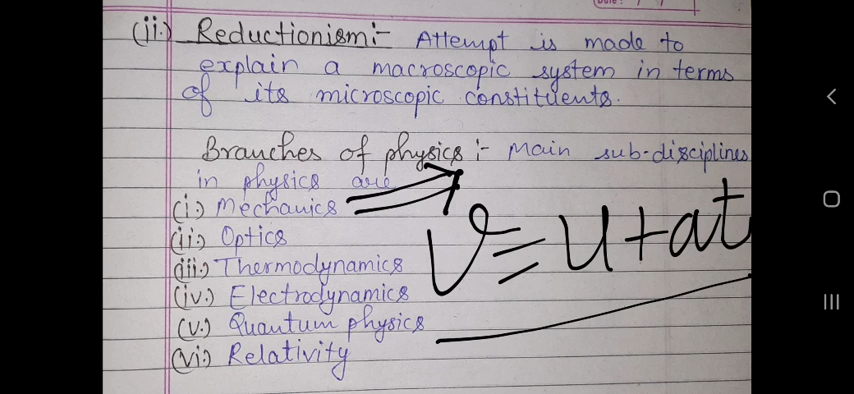 Date: / /
(ii.) Reductionism:- Attempt is made to
explain a macroscopic system in terms
of its microscopic constituents.
Branches of physics :- Main sub-disciplines
in physics are
(i.) Mechanics
(ii.) Optics
(iii.) Thermodynamics
(iv.) Electrodynamics
(v.) Quantum physics
(vi.) Relativity
V = u + at